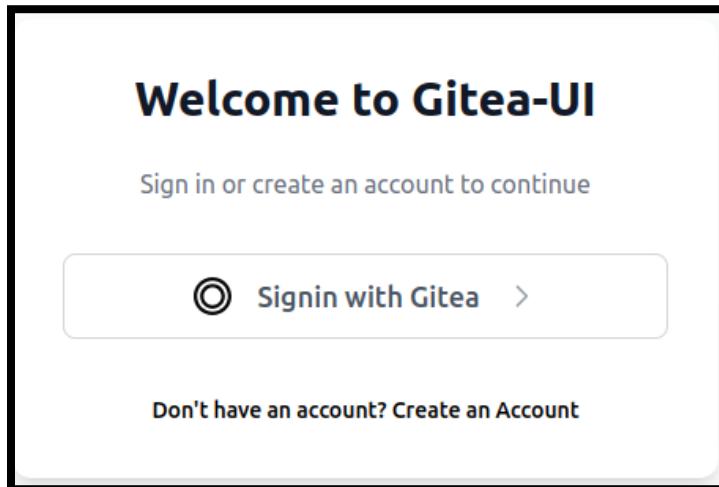 Welcome to Gitea-UI
Sign in or create an account to continue
Signin with Gitea
Don't have an account? Create an Account